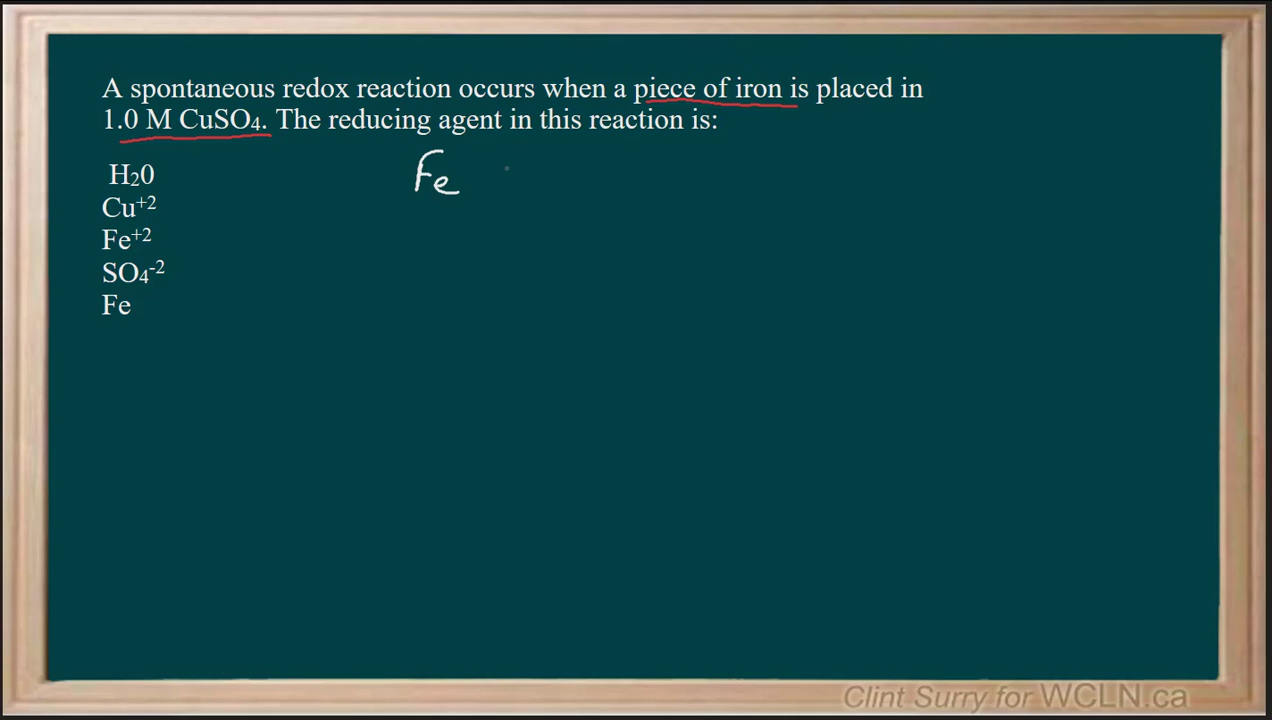 A spontaneous redox reaction occurs when a piece of iron is placed in
1.0 M CuSO₄. The reducing agent in this reaction is:
H₂0
Fe
Cu⁺²
Fe⁺²
SO₄⁻²
Fe
Clint Surry for WCLN.ca